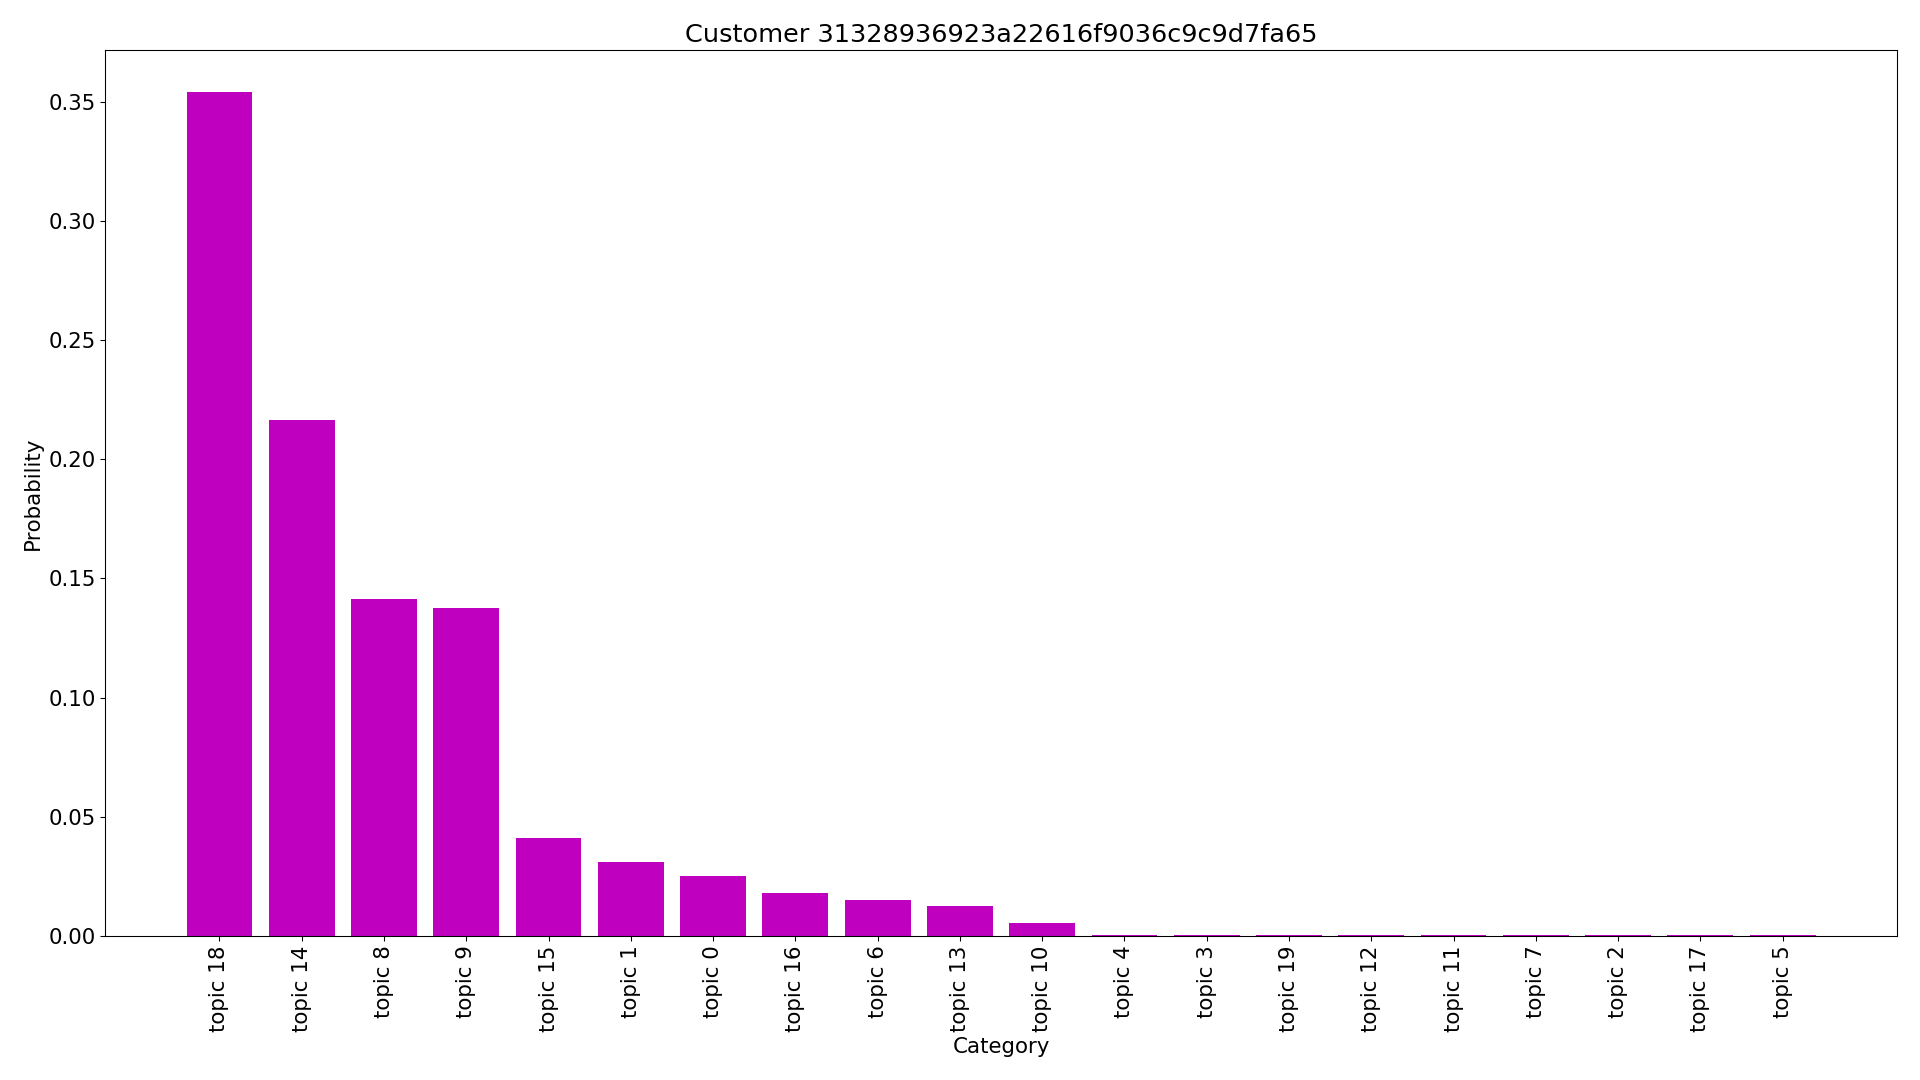 Customer 31328936923a22616f9036c9c9d7fa65
Probability
0.35
0.30
0.25
0.20
0.15
0.10
0.05
0.00
topic 18
topic 14
topic 8
topic 9
topic 15
topic 1
topic 0
topic 16
topic 6
topic 13
topic 10
topic 4
topic 3
topic 19
topic 12
topic 11
topic 7
topic 2
topic 17
topic 5
Category